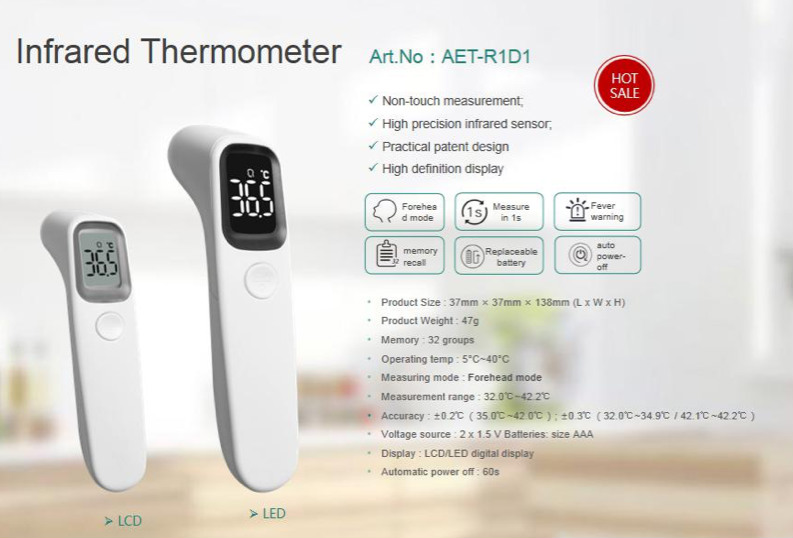 Infrared Thermometer
Art.No : AET-R1D1
HOT
SALE
✓ Non-touch measurement;
✓ High precision infrared sensor;
✓ Practical patent design
✓ High definition display
Forehea
d mode
1s
Measure
in 1s
Fever
warning
32
memory
recall
Replaceable
battery
auto
power-
off
°C
36.5
°C
36.5
• Product Size : 37mm × 37mm × 138mm (L x W x H)
• Product Weight : 47g
• Memory : 32 groups
• Operating temp : 5°C~40°C
• Measuring mode : Forehead mode
• Measurement range : 32.0℃~42.2℃
• Accuracy : ±0.2℃ ( 35.0℃~42.0℃ ) ; ±0.3℃ ( 32.0℃~34.9℃ / 42.1℃~42.2℃ )
• Voltage source : 2 x 1.5 V Batteries: size AAA
• Display : LCD/LED digital display
• Automatic power off : 60s
➢ LCD
➢ LED